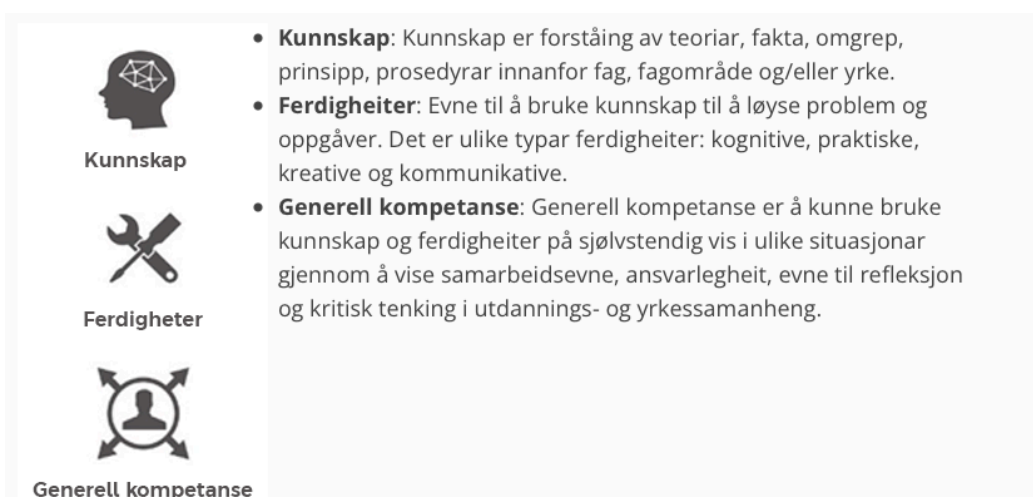 Kunnskap: Kunnskap er forståing av teoriar, fakta, omgrep,
prinsipp, prosedyrar innanfor fag, fagområde og/eller yrke.
Ferdigheiter: Evne til å bruke kunnskap til å løyse problem og
oppgåver. Det er ulike typar ferdigheiter: kognitive, praktiske,
kreative og kommunikative.
Generell kompetanse: Generell kompetanse er å kunne bruke
kunnskap og ferdigheiter på sjølvstendig vis i ulike situasjonar
gjennom å vise samarbeidsevne, ansvarlegheit, evne til refleksjon
og kritisk tenking i utdannings- og yrkessamanheng.
Kunnskap
Ferdigheter
Generell kompetanse